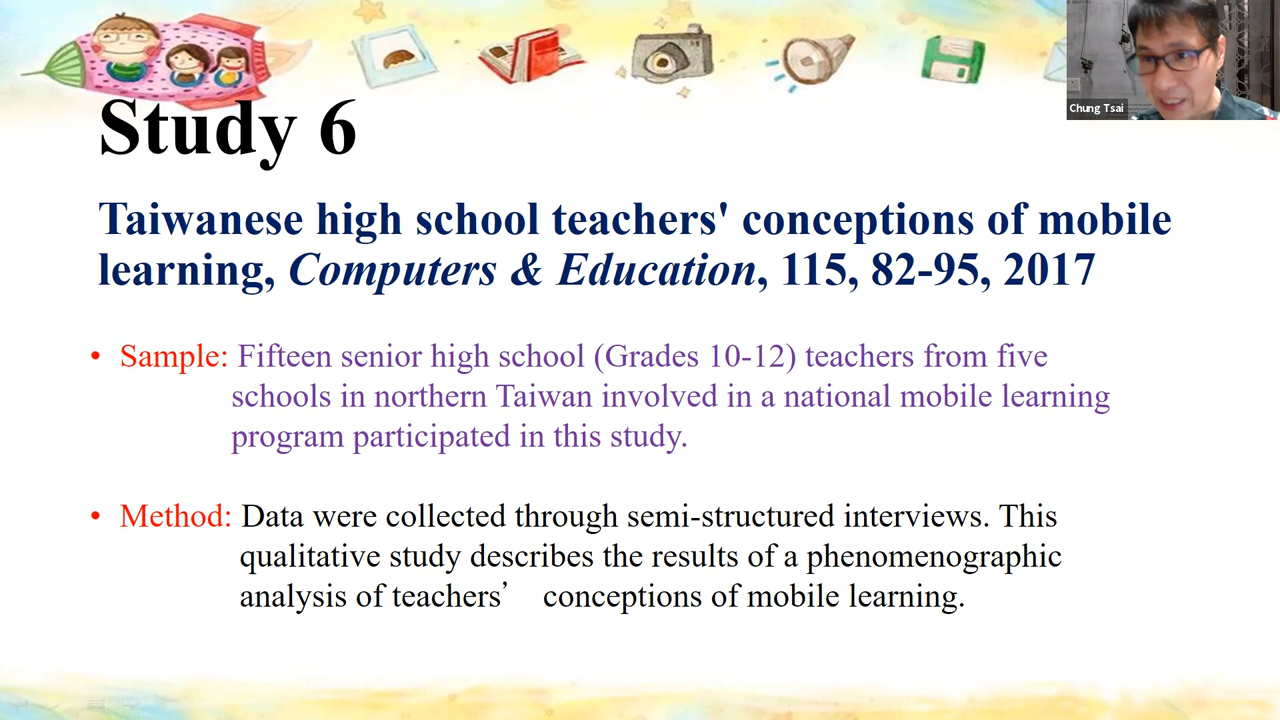 Chung Tsai
Study 6
Taiwanese high school teachers' conceptions of mobile
learning, Computers & Education, 115, 82-95, 2017
• Sample: Fifteen senior high school (Grades 10-12) teachers from five
schools in northern Taiwan involved in a national mobile learning
program participated in this study.
• Method: Data were collected through semi-structured interviews. This
qualitative study describes the results of a phenomenographic
analysis of teachers’ conceptions of mobile learning.